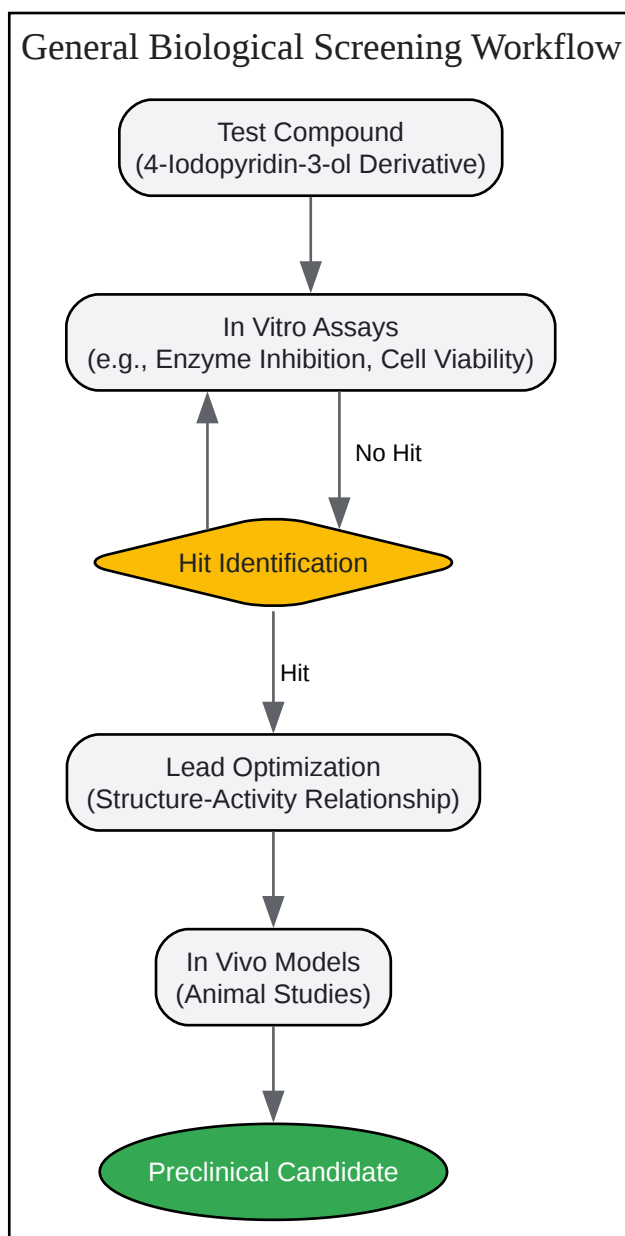 General Biological Screening Workflow
Test Compound
(4-Iodopyridin-3-ol Derivative)
In Vitro Assays
(e.g., Enzyme Inhibition, Cell Viability)
No Hit
Hit Identification
Hit
Lead Optimization
(Structure-Activity Relationship)
In Vivo Models
(Animal Studies)
Preclinical Candidate